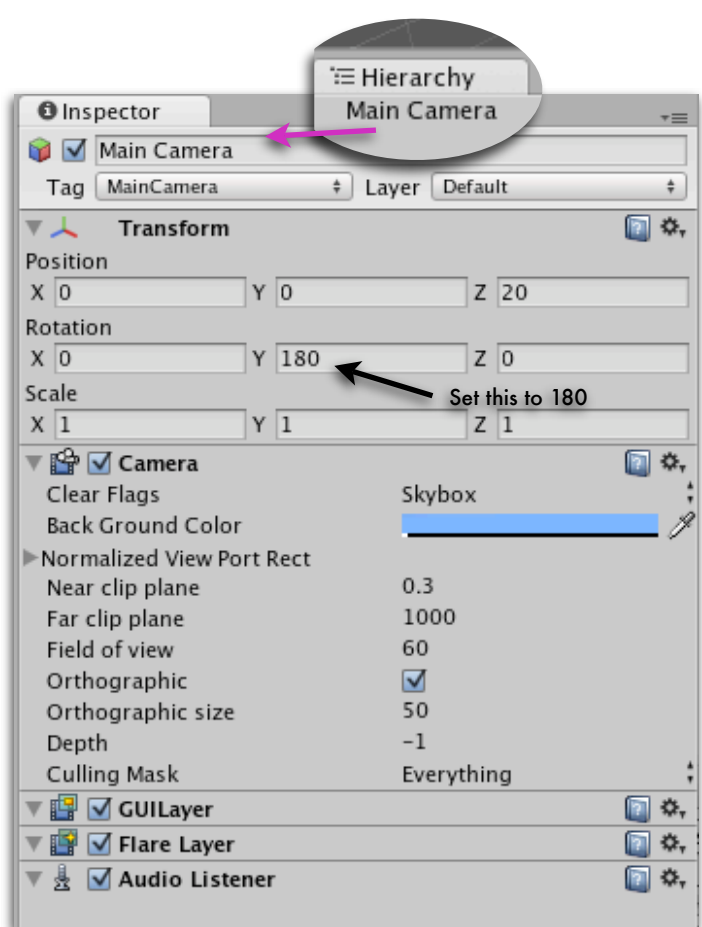 Hierarchy
Main Camera
Inspector
Main Camera
Tag MainCamera Layer Default
Transform
Position
X 0 Y 0 Z 20
Rotation
X 0 Y 180 Z 0
Set this to 180
Scale
X 1 Y 1 Z 1
Camera
Clear Flags Skybox
Back Ground Color
Normalized View Port Rect
Near clip plane 0.3
Far clip plane 1000
Field of view 60
Orthographic
Orthographic size 50
Depth -1
Culling Mask Everything
GUILayer
Flare Layer
Audio Listener